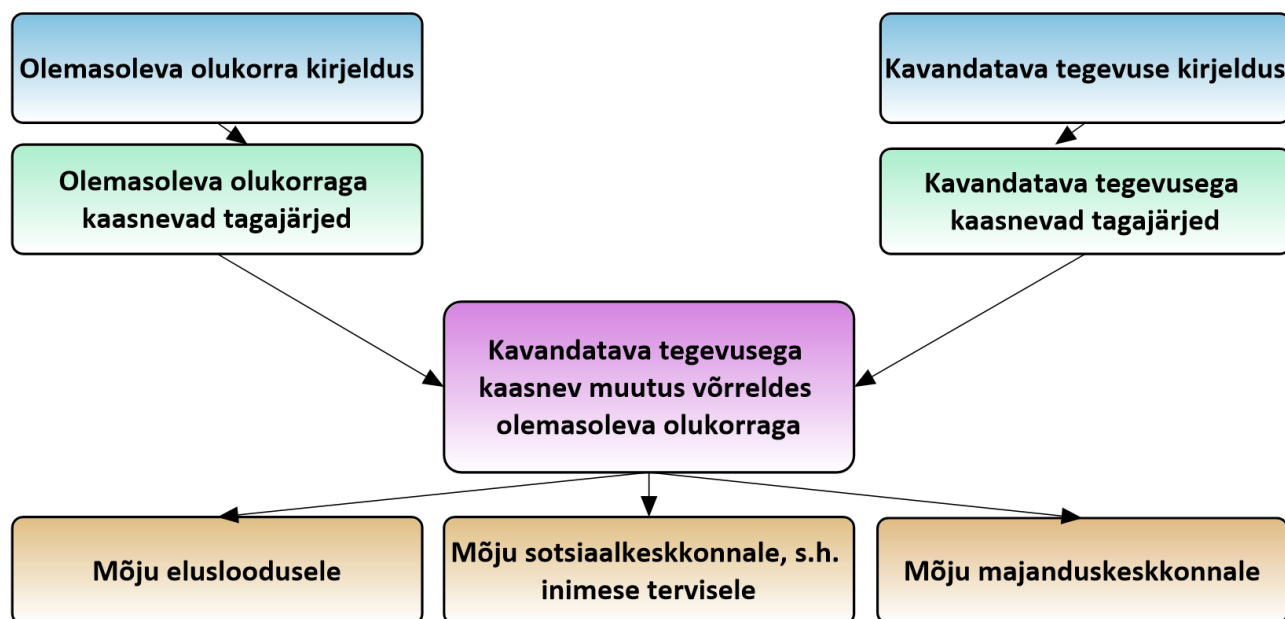 Olemasoleva olukorra kirjeldus
Kavandatava tegevuse kirjeldus
Olemasoleva olukorraga
kaasnevad tagajärjed
Kavandatava tegevusega
kaasnevad tagajärjed
Kavandatava tegevusega
kaasnev muutus võrreldes
olemasoleva olukorraga
Mõju elusloodusele
Mõju sotsiaalkeskkonnale, s.h.
inimese tervisele
Mõju majanduskeskkonnale